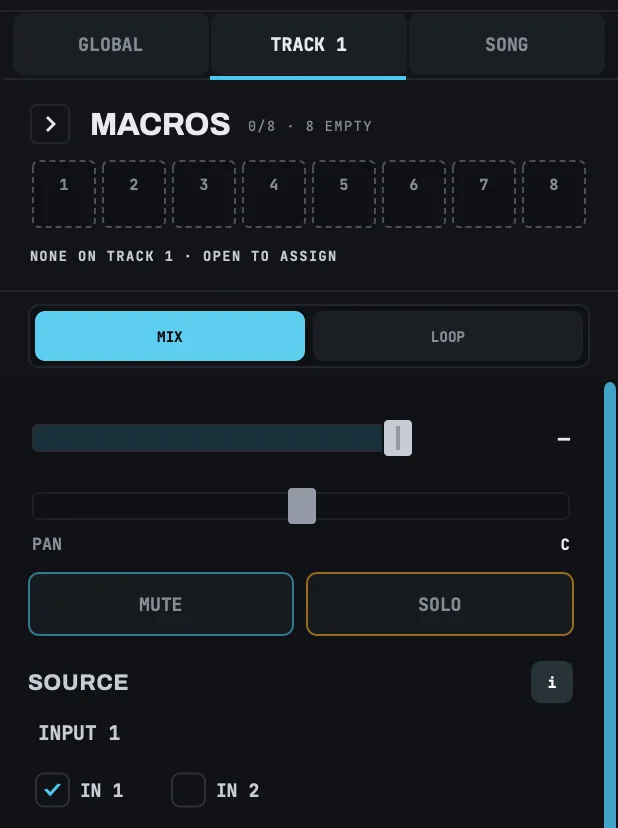 GLOBAL TRACK 1 SONG
MACROS 0/8 · 8 EMPTY
1 2 3 4 5 6 7 8
NONE ON TRACK 1 · OPEN TO ASSIGN
MIX LOOP
—
PAN C
MUTE SOLO
SOURCE i
INPUT 1
IN 1 IN 2